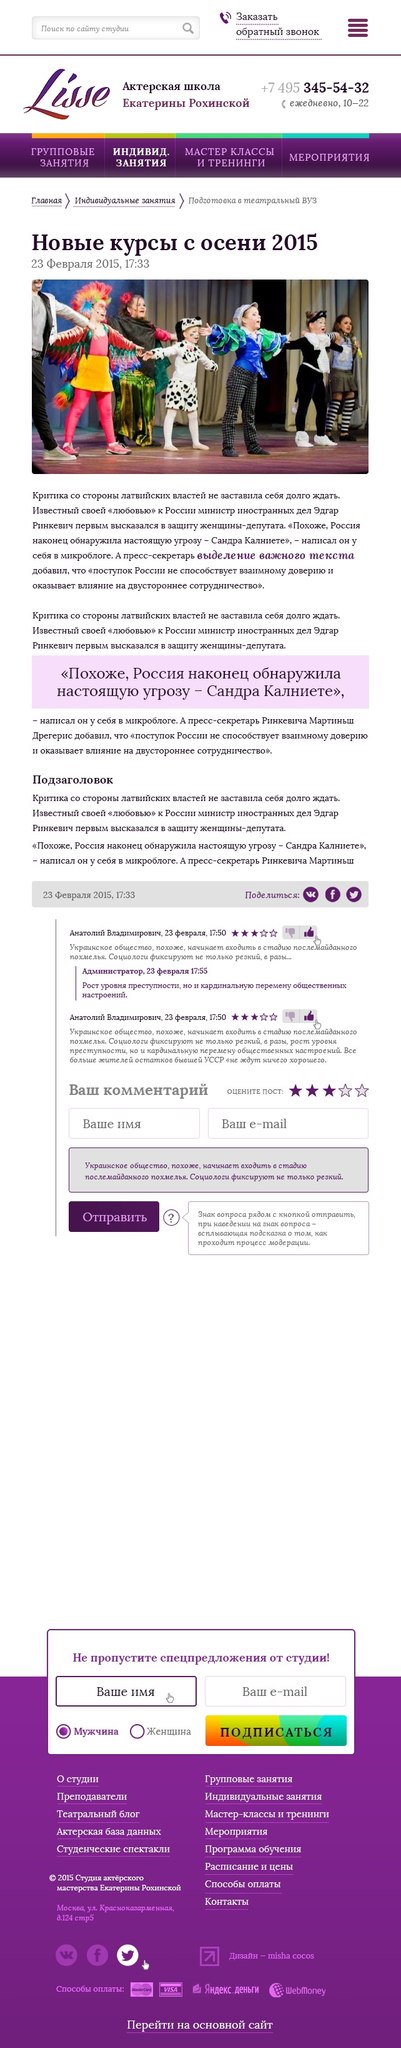 Поиск по сайту студии
Заказать
обратный звонок
Lisse
Актерская школа
Екатерины Рохинской
+7 495 345-54-32
ежедневно, 10–22
ГРУППОВЫЕ
ЗАНЯТИЯ
ИНДИВИД.
ЗАНЯТИЯ
МАСТЕР КЛАССЫ
И ТРЕНИНГИ
МЕРОПРИЯТИЯ
Главная
Индивидуальные занятия
Подготовка в театральный ВУЗ
Новые курсы с осени 2015
23 Февраля 2015, 17:33
Критика со стороны латвийских властей не заставила себя долго ждать.
Известный своей «любовью» к России министр иностранных дел Эдгар
Ринкевич первым высказался в защиту женщины-депутата. «Похоже, Россия
наконец обнаружила настоящую угрозу – Сандра Калниете», – написал он у
себя в микроблоге. А пресс-секретарь выделение важного текста
добавил, что «поступок России не способствует взаимному доверию и
оказывает влияние на двустороннее сотрудничество».
Критика со стороны латвийских властей не заставила себя долго ждать.
Известный своей «любовью» к России министр иностранных дел Эдгар
Ринкевич первым высказался в защиту женщины-депутата.
«Похоже, Россия наконец обнаружила
настоящую угрозу – Сандра Калниете»,
– написал он у себя в микроблоге. А пресс-секретарь Ринкевича Мартиньш
Дрегерис добавил, что «поступок России не способствует взаимному доверию
и оказывает влияние на двустороннее сотрудничество».
Подзаголовок
Критика со стороны латвийских властей не заставила себя долго ждать.
Известный своей «любовью» к России министр иностранных дел Эдгар
Ринкевич первым высказался в защиту женщины-депутата.
«Похоже, Россия наконец обнаружила настоящую угрозу – Сандра Калниете»,
– написал он у себя в микроблоге. А пресс-секретарь Ринкевича Мартиньш
23 Февраля 2015, 17:33
Поделиться:
Анатолий Владимирович, 23 февраля, 17:50
Украинское общество, похоже, начинает входить в стадию послемайданного
похмелья. Социологи фиксируют не только резкий, в разы...
Администратор, 23 февраля 17:55
Рост уровня преступности, но и кардинальную перемену общественных
настроений.
Анатолий Владимирович, 23 февраля, 17:50
Украинское общество, похоже, начинает входить в стадию послемайданного
похмелья. Социологи фиксируют не только резкий, в разы, рост уровня
преступности, но и кардинальную перемену общественных настроений. Все
больше жителей остатков бывшей УССР «не ждут ничего хорошего.
Ваш комментарий
ОЦЕНИТЕ ПОСТ:
Ваше имя
Ваш e-mail
Украинское общество, похоже, начинает входить в стадию
послемайданного похмелья. Социологи фиксируют не только резкий.
Отправить
?
Знак вопроса рядом с кнопкой отправить,
при наведении на знак вопроса –
всплывающая подсказка о том, как
проходит процесс модерации.
Не пропустите спецпредложения от студии!
Ваше имя
Ваш e-mail
Мужчина
Женщина
ПОДПИСАТЬСЯ
О студии
Преподаватели
Театральный блог
Актерская база данных
Студенческие спектакли
Групповые занятия
Индивидуальные занятия
Мастер-классы и тренинги
Мероприятия
Программа обучения
Расписание и цены
Способы оплаты
Контакты
© 2015 Студия актёрского
мастерства Екатерины Рохинской
Москва, ул. Красноказарменная,
д.124 стр5
Дизайн — misha cocos
Способы оплаты:
MasterCard
VISA
Яндекс.деньги
WebMoney
Перейти на основной сайт